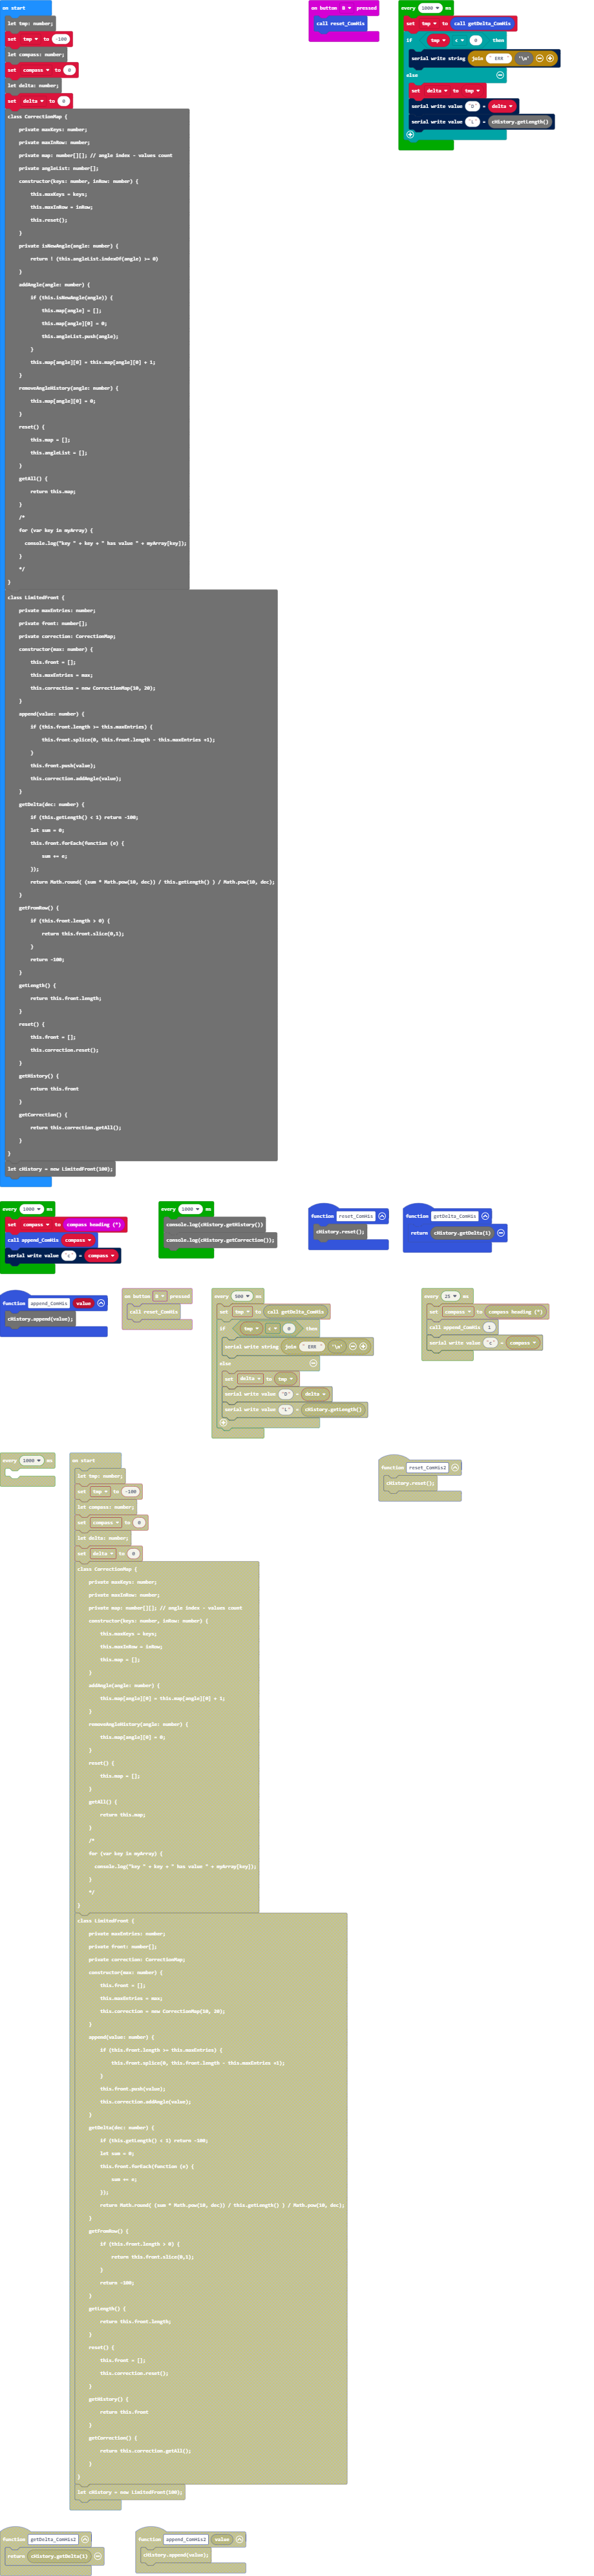 on start
let tmp: number;
set tmp to -100
let compass: number;
set compass to 0
let delta: number;
set delta to 0
class CorrectionMap {
private maxKeys: number;
private maxInRow: number;
private map: number[][]; // angle index - values count
private angleList: number[];
constructor(keys: number, inRow: number) {
this.maxKeys = keys;
this.maxInRow = inRow;
this.reset();
}
private isNewAngle(angle: number) {
return ! (this.angleList.indexOf(angle) >= 0)
}
addAngle(angle: number) {
if (this.isNewAngle(angle)) {
this.map[angle] = [];
this.map[angle][0] = 0;
this.angleList.push(angle);
}
this.map[angle][0] = this.map[angle][0] + 1;
}
removeAngleHistory(angle: number) {
this.map[angle][0] = 0;
}
reset() {
this.map = [];
this.angleList = [];
}
getAll() {
return this.map;
}
/*
for (var key in myArray) {
console.log("key " + key + " has value " + myArray[key]);
}
*/
}
class LimitedFront {
private maxEntries: number;
private front: number[];
private correction: CorrectionMap;
constructor(max: number) {
this.front = [];
this.maxEntries = max;
this.correction = new CorrectionMap(10, 20);
}
append(value: number) {
if (this.front.length >= this.maxEntries) {
this.front.splice(0, this.front.length - this.maxEntries +1);
}
this.front.push(value);
this.correction.addAngle(value);
}
getDelta(dec: number) {
if (this.getLength() < 1) return -100;
let sum = 0;
this.front.forEach(function (e) {
sum += e;
});
return Math.round( (sum * Math.pow(10, dec)) / this.getLength() ) / Math.pow(10, dec);
}
getFromRow() {
if (this.front.length > 0) {
return this.front.slice(0,1);
}
return -100;
}
getLength() {
return this.front.length;
}
reset() {
this.front = [];
this.correction.reset();
}
getHistory() {
return this.front
}
getCorrection() {
return this.correction.getAll();
}
}
let cHistory = new LimitedFront(100);
on button B pressed
call reset_ComHis
every 1000 ms
set tmp to call getDelta_ComHis
if tmp < 0 then
serial write string join " ERR " "\n"
else
set delta to tmp
serial write value "D" = delta
serial write value "L" = cHistory.getLength()
every 1000 ms
set compass to compass heading (°)
call append_ComHis compass
serial write value "c" = compass
every 1000 ms
console.log(cHistory.getHistory())
console.log(cHistory.getCorrection());
function reset_ComHis
cHistory.reset();
function getDelta_ComHis
return cHistory.getDelta(1)
function append_ComHis value
cHistory.append(value);
on button B pressed
call reset_ComHis
every 500 ms
set tmp to call getDelta_ComHis
if tmp < 0 then
serial write string join " ERR " "\n"
else
set delta to tmp
serial write value "D" = delta
serial write value "L" = cHistory.getLength()
every 25 ms
set compass to compass heading (°)
call append_ComHis 1
serial write value "C" = compass
every 1000 ms
on start
let tmp: number;
set tmp to -100
let compass: number;
set compass to 0
let delta: number;
set delta to 0
class CorrectionMap {
private maxKeys: number;
private maxInRow: number;
private map: number[][]; // angle index - values count
constructor(keys: number, inRow: number) {
this.maxKeys = keys;
this.maxInRow = inRow;
this.map = [];
}
addAngle(angle: number) {
this.map[angle][0] = this.map[angle][0] + 1;
}
removeAngleHistory(angle: number) {
this.map[angle][0] = 0;
}
reset() {
this.map = [];
}
getAll() {
return this.map;
}
/*
for (var key in myArray) {
console.log("key " + key + " has value " + myArray[key]);
}
*/
}
class LimitedFront {
private maxEntries: number;
private front: number[];
private correction: CorrectionMap;
constructor(max: number) {
this.front = [];
this.maxEntries = max;
this.correction = new CorrectionMap(10, 20);
}
append(value: number) {
if (this.front.length >= this.maxEntries) {
this.front.splice(0, this.front.length - this.maxEntries +1);
}
this.front.push(value);
this.correction.addAngle(value);
}
getDelta(dec: number) {
if (this.getLength() < 1) return -100;
let sum = 0;
this.front.forEach(function (e) {
sum += e;
});
return Math.round( (sum * Math.pow(10, dec)) / this.getLength() ) / Math.pow(10, dec);
}
getFromRow() {
if (this.front.length > 0) {
return this.front.slice(0,1);
}
return -100;
}
getLength() {
return this.front.length;
}
reset() {
this.front = [];
this.correction.reset();
}
getHistory() {
return this.front
}
getCorrection() {
return this.correction.getAll();
}
}
let cHistory = new LimitedFront(100);
function reset_ComHis2
cHistory.reset();
function getDelta_ComHis2
return cHistory.getDelta(1)
function append_ComHis2 value
cHistory.append(value);